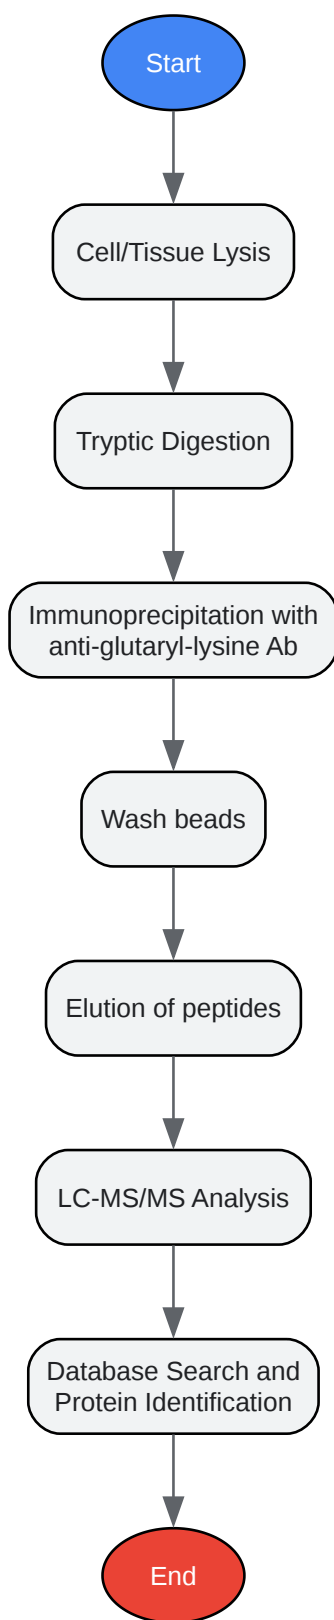 Start
Cell/Tissue Lysis
Tryptic Digestion
Immunoprecipitation with
anti-glutaryl-lysine Ab
Wash beads
Elution of peptides
LC-MS/MS Analysis
Database Search and
Protein Identification
End